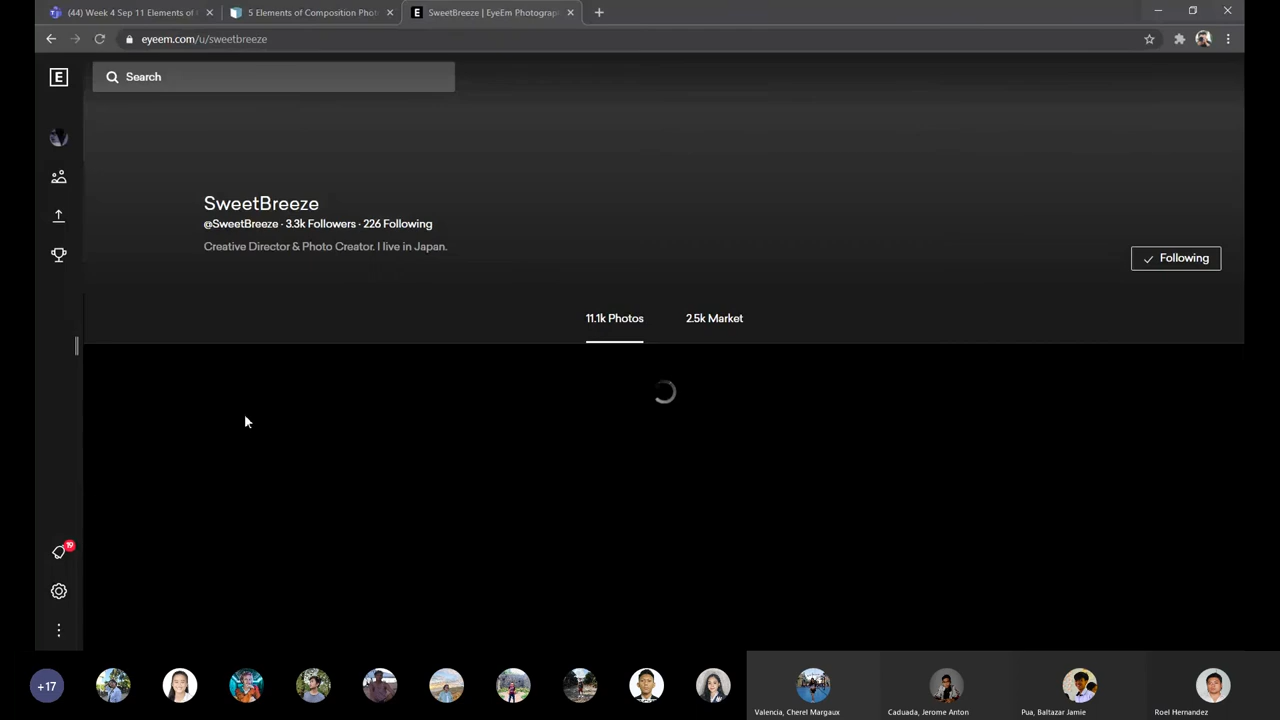 (44) Week 4 Sep 11 Elements of
5 Elements of Composition Phot
SweetBreeze | EyeEm Photograp
eyeem.com/u/sweetbreeze
E
Search
SweetBreeze
@SweetBreeze · 3.3k Followers · 226 Following
Creative Director & Photo Creator. I live in Japan.
Following
11.1k Photos
2.5k Market
19
+17
Valencia, Cherel Margaux
Caduada, Jerome Anton
Pua, Baltazar Jamie
Roel Hernandez